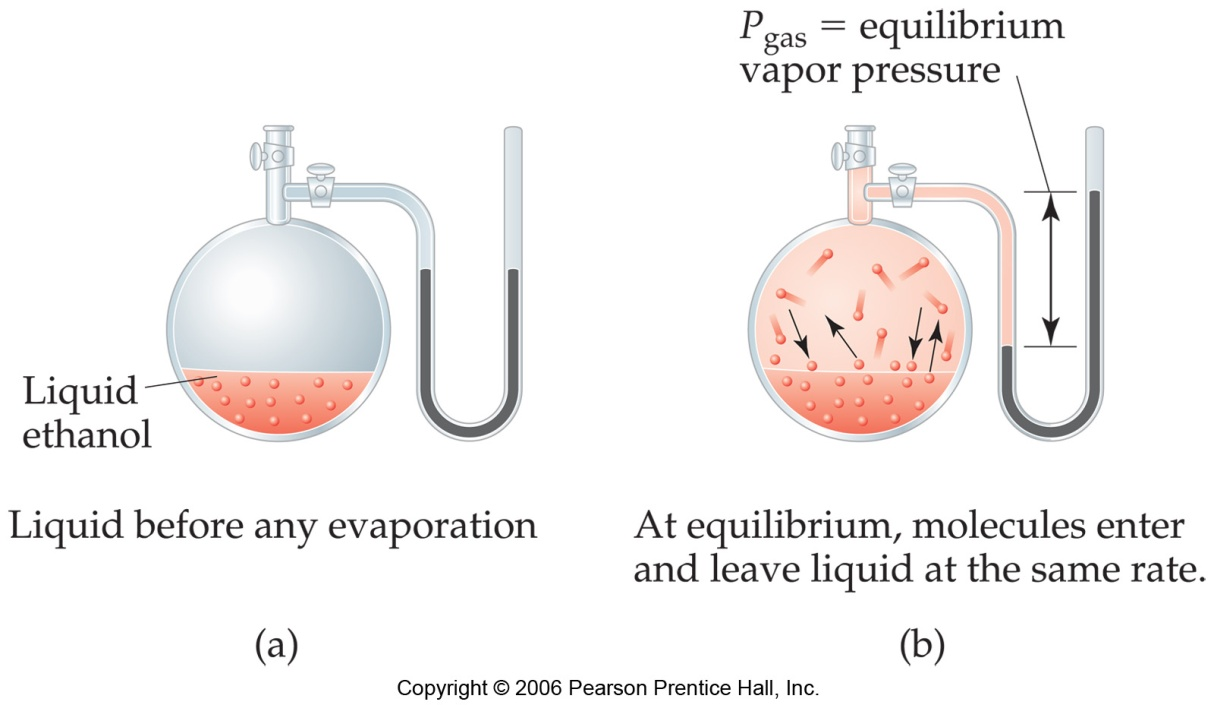 P gas = equilibrium
vapor pressure
Liquid
ethanol
Liquid before any evaporation
At equilibrium, molecules enter
and leave liquid at the same rate.
(a)
(b)
Copyright © 2006 Pearson Prentice Hall, Inc.